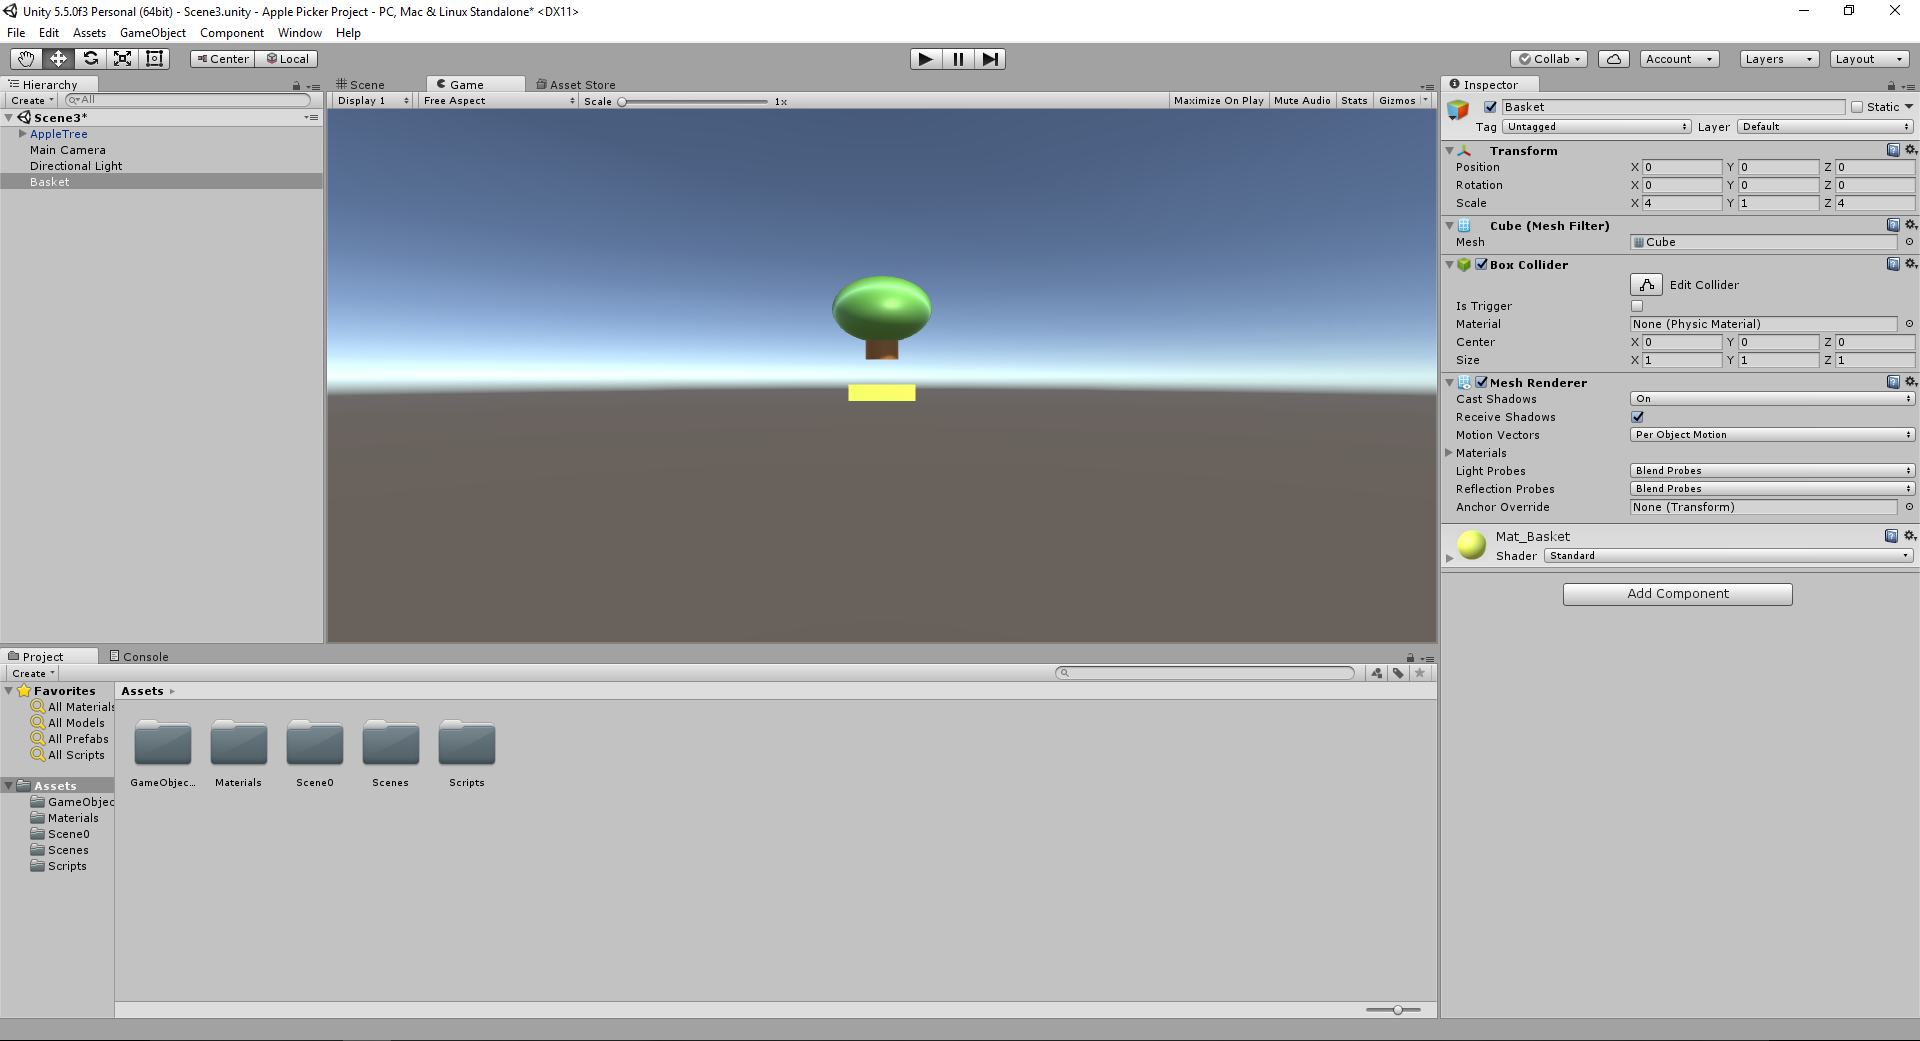 Unity 5.5.0f3 Personal (64bit) - Scene3.unity - Apple Picker Project - PC, Mac & Linux Standalone* <DX11>
File Edit Assets GameObject Component Window Help
Center Local Collab Account Layers Layout
Hierarchy
Create All
Scene3*
AppleTree
Main Camera
Directional Light
Basket
Scene Game Asset Store
Display 1 Free Aspect Scale 1x Maximize On Play Mute Audio Stats Gizmos
Inspector
Basket Static
Tag Untagged Layer Default
Transform
Position X 0 Y 0 Z 0
Rotation X 0 Y 0 Z 0
Scale X 4 Y 1 Z 4
Cube (Mesh Filter)
Mesh Cube
Box Collider
Edit Collider
Is Trigger
Material None (Physic Material)
Center X 0 Y 0 Z 0
Size X 1 Y 1 Z 1
Mesh Renderer
Cast Shadows On
Receive Shadows
Motion Vectors Per Object Motion
Materials
Light Probes Blend Probes
Reflection Probes Blend Probes
Anchor Override None (Transform)
Mat_Basket
Shader Standard
Add Component
Project Console
Create
Favorites
All Materials
All Models
All Prefabs
All Scripts
Assets
GameObjec
Materials
Scene0
Scenes
Scripts
Assets
GameObjec... Materials Scene0 Scenes Scripts